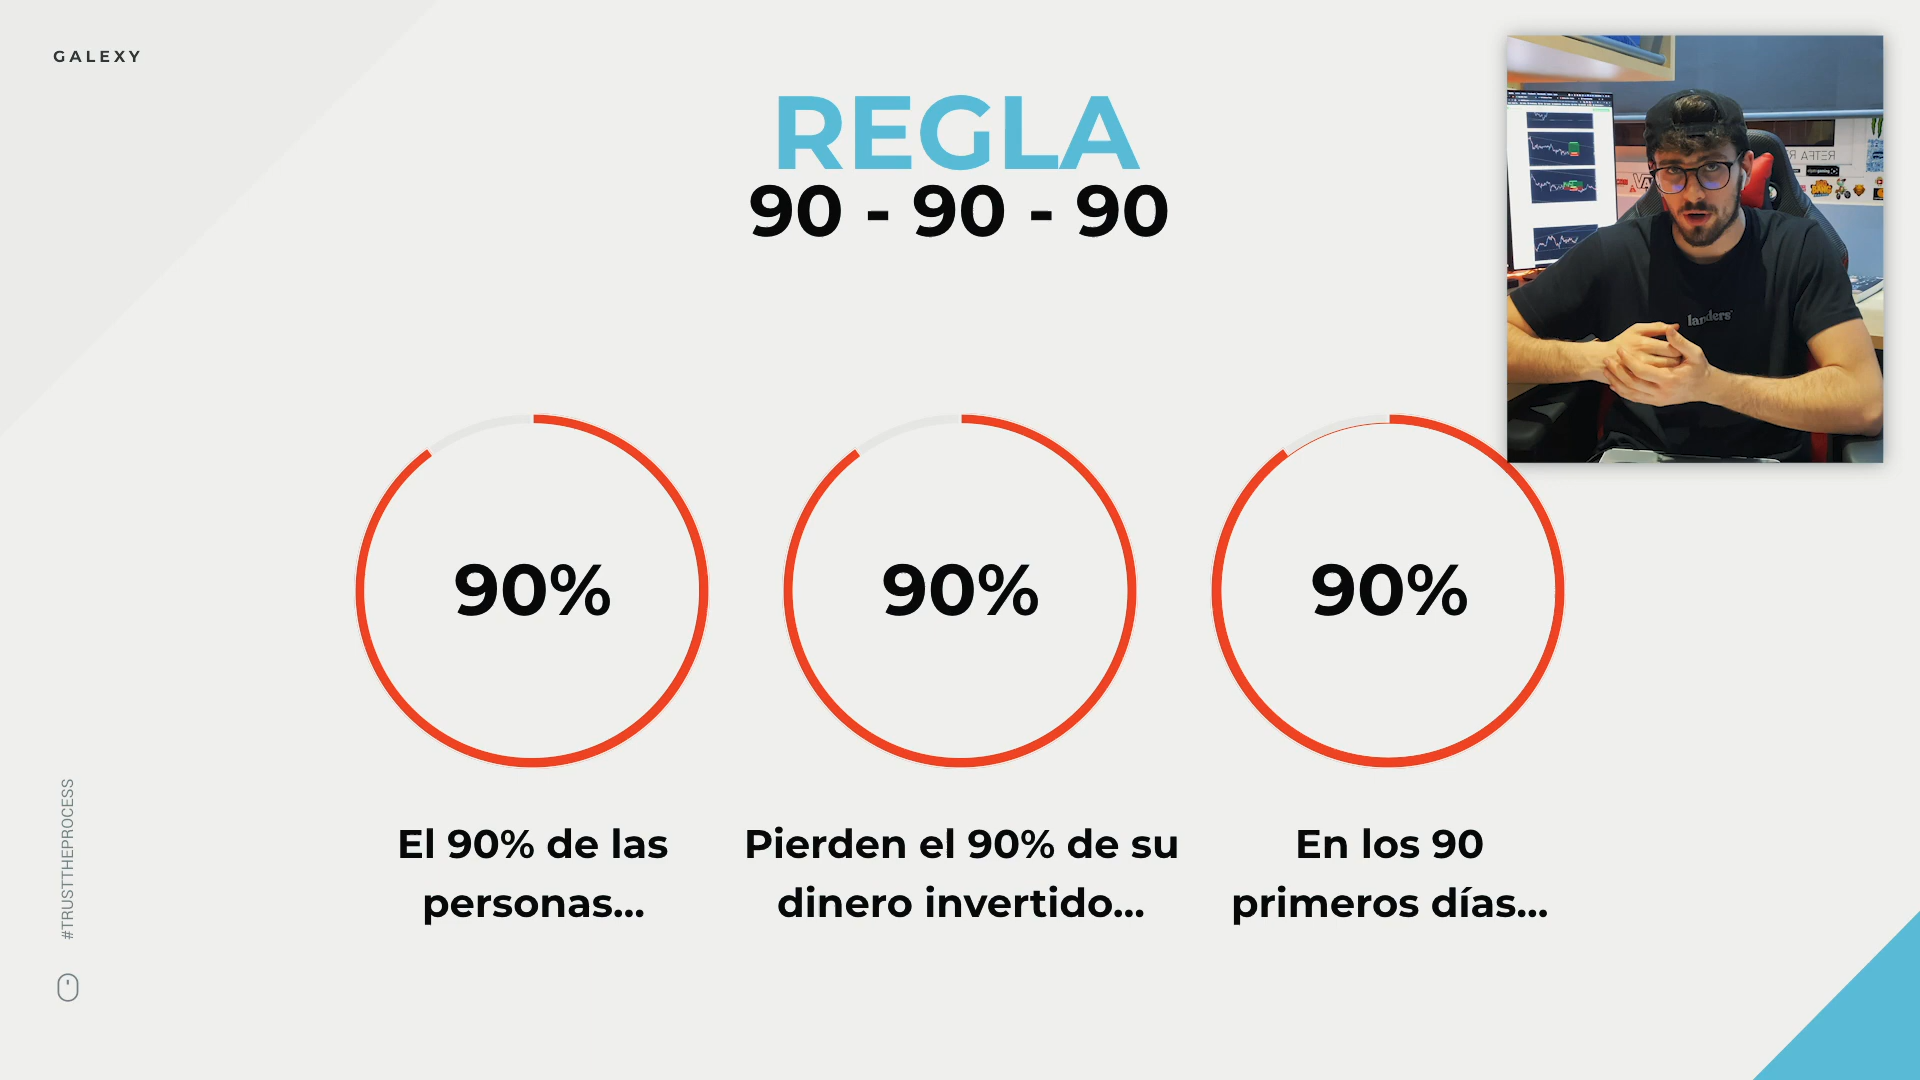 GALEXY
REGLA
90 - 90 - 90
landers
90%
90%
90%
El 90% de las
personas...
Pierden el 90% de su
dinero invertido...
En los 90
primeros días...
#TRUSTTHEPROCESS